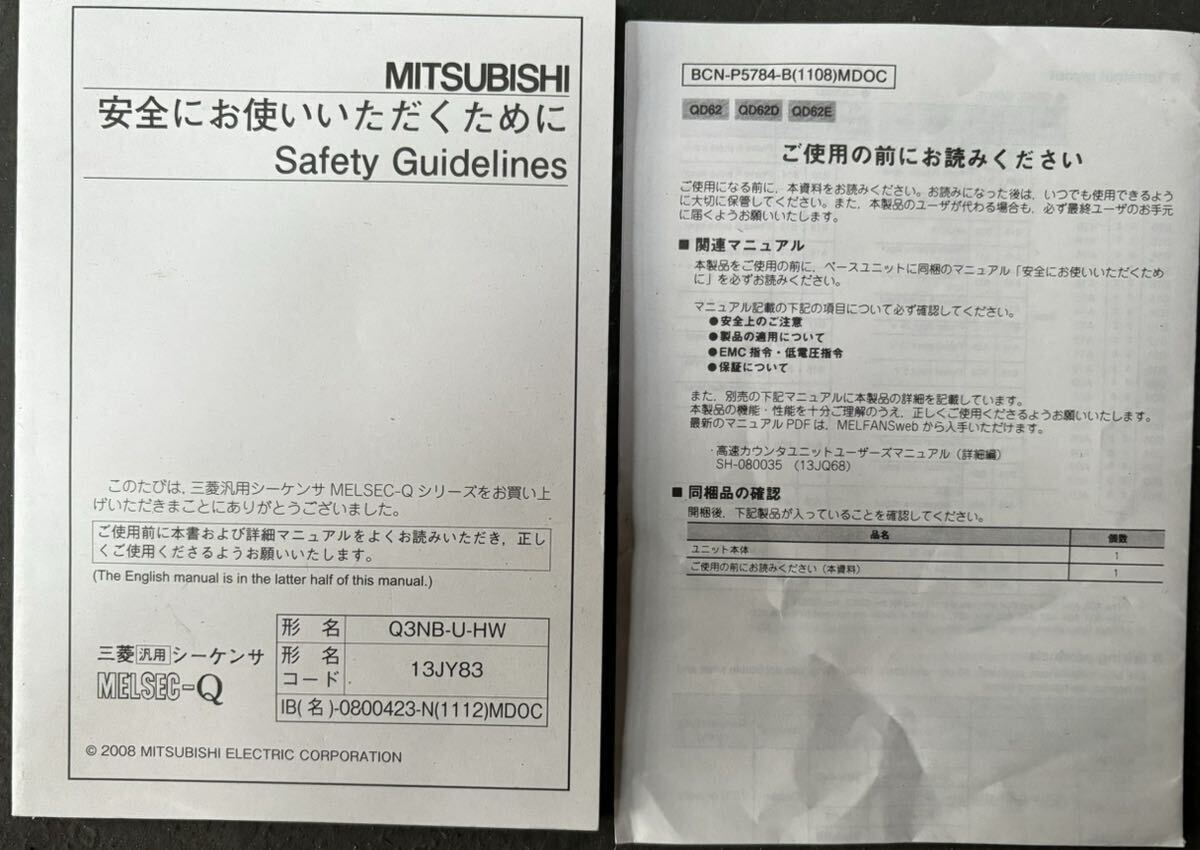 MITSUBISHI
安全にお使いいただくために
Safety Guidelines
このたびは, 三菱汎用シーケンサ MELSEC-Q シリーズをお買い上
げいただきまことにありがとうございました。
ご使用前に本書および詳細マニュアルをよくお読みいただき, 正し
くご使用くださるようお願いいたします。
(The English manual is in the latter half of this manual.)
三菱 汎用 シーケンサ
MELSEC-Q
形 名 Q3NB-U-HW
形 名 コード 13JY83
IB(名)-0800423-N(1112)MDOC
© 2008 MITSUBISHI ELECTRIC CORPORATION
BCN-P5784-B(1108)MDOC
QD62 QD62D QD62E
ご使用の前にお読みください
ご使用になる前に, 本資料をお読みください。お読みになった後は, いつでも使用できるよう
に大切に保管してください。また, 本製品のユーザが代わる場合も, 必ず最終ユーザのお手元
に届くようお願いいたします。
■ 関連マニュアル
本製品をご使用の前に, ベースユニットに同梱のマニュアル「安全にお使いいただくため
に」を必ずお読みください。
マニュアル記載の下記の項目について必ず確認してください。
●安全上のご注意
●製品の適用について
●EMC 指令・低電圧指令
●保証について
また, 別売の下記マニュアルに本製品の詳細を記載しています。
本製品の機能・性能を十分ご理解のうえ, 正しくご使用くださるようお願いいたします。
最新のマニュアル PDF は, MELFANSweb から入手いただけます。
・高速カウンタユニットユーザーズマニュアル（詳細編）
SH-080035 (13JQ68)
■ 同梱品の確認
開梱後, 下記製品が入っていることを確認してください。
品名 個数
ユニット本体 1
ご使用の前にお読みください（本資料） 1